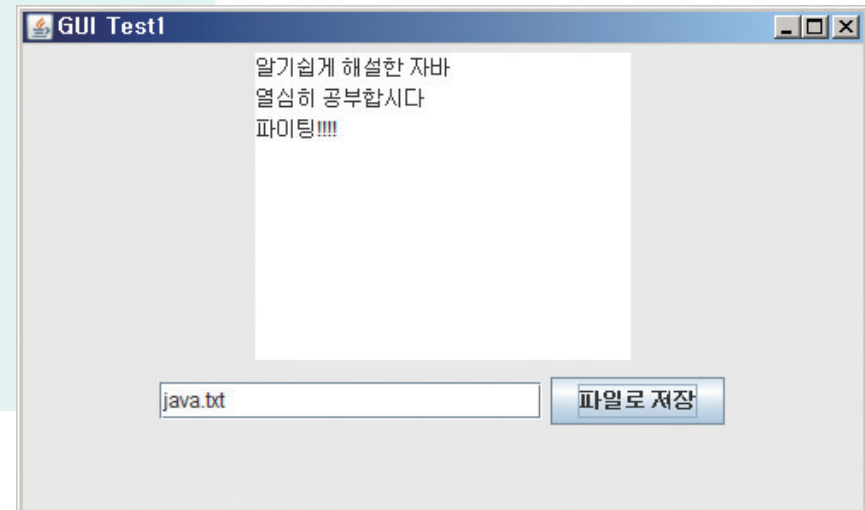 GUI Test1
알기쉽게 해설한 자바
열심히 공부합시다
파이팅!!!!
java.txt
파일로 저장